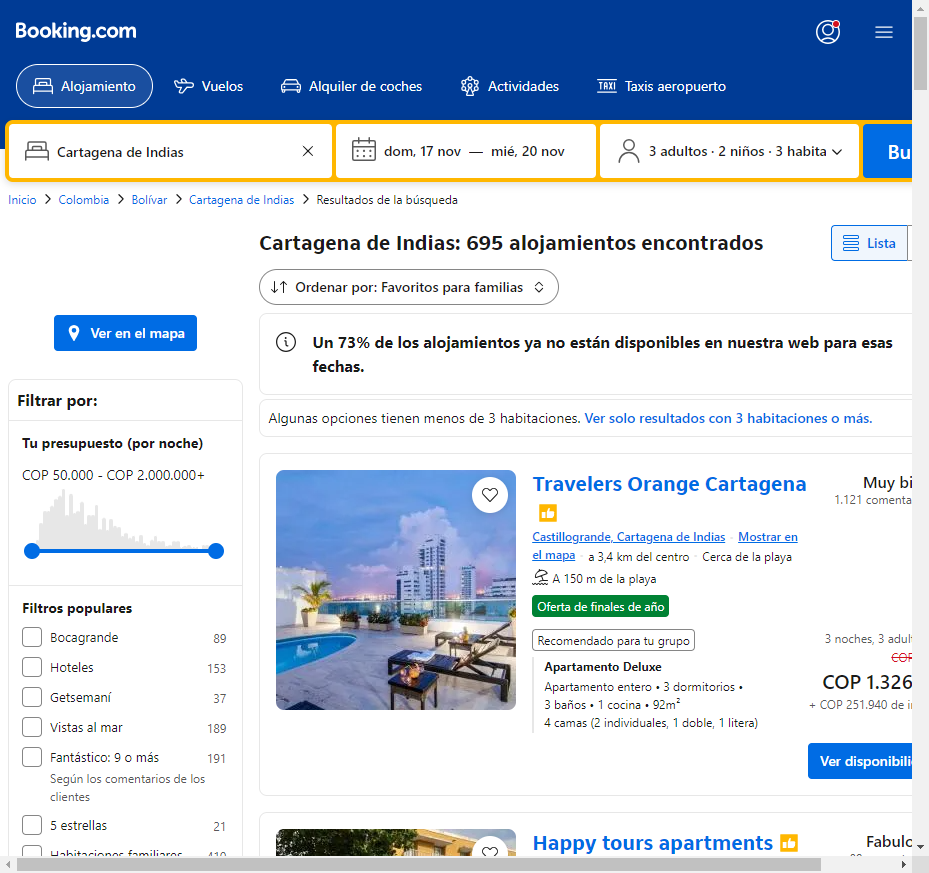 Booking.com
Alojamiento
Vuelos
Alquiler de coches
Actividades
TAXI
Taxis aeropuerto
Cartagena de Indias
dom, 17 nov — mié, 20 nov
3 adultos · 2 niños · 3 habita
Bu
Inicio > Colombia > Bolívar > Cartagena de Indias > Resultados de la búsqueda
Cartagena de Indias: 695 alojamientos encontrados
Lista
Ordenar por: Favoritos para familias
Ver en el mapa
Un 73% de los alojamientos ya no están disponibles en nuestra web para esas
fechas.
Algunas opciones tienen menos de 3 habitaciones. Ver solo resultados con 3 habitaciones o más.
Filtrar por:
Tu presupuesto (por noche)
COP 50.000 - COP 2.000.000+
Filtros populares
Bocagrande 89
Hoteles 153
Getsemaní 37
Vistas al mar 189
Fantástico: 9 o más 191
Según los comentarios de los
clientes
5 estrellas 21
Habitaciones familiares 410
Travelers Orange Cartagena
Muy bi
1.121 comenta
Castillogrande, Cartagena de Indias · Mostrar en
el mapa · a 3,4 km del centro · Cerca de la playa
A 150 m de la playa
Oferta de finales de año
Recomendado para tu grupo
Apartamento Deluxe
Apartamento entero • 3 dormitorios •
3 baños • 1 cocina • 92m²
4 camas (2 individuales, 1 doble, 1 litera)
3 noches, 3 adul
COP
COP 1.326
+ COP 251.940 de i
Ver disponibili
Happy tours apartments
Fabulo